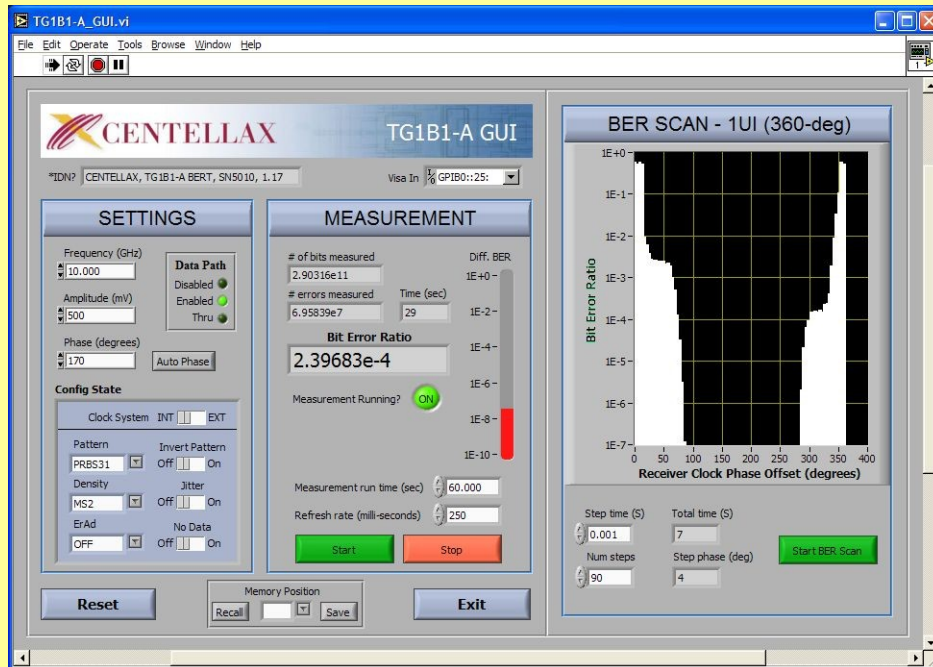 TG1B1-A_GUI.vi
File Edit Operate Tools Browse Window Help
1
CENTELLAX
TG1B1-A GUI
*IDN? CENTELLAX, TG1B1-A BERT, SN5010, 1.17
Visa In I/O GPIB0::25:
SETTINGS
Frequency (GHz)
10.000
Amplitude (mV)
500
Phase (degrees)
170
Data Path
Disabled
Enabled
Thru
Auto Phase
Config State
Clock System INT EXT
Pattern
PRBS31
Invert Pattern
Off On
Density
MS2
Jitter
Off On
ErAd
OFF
No Data
Off On
MEASUREMENT
# of bits measured
2.90316e11
# errors measured
6.95839e7
Time (sec)
29
Bit Error Ratio
2.39683e-4
Measurement Running? ON
Diff. BER
1E+0
1E-2
1E-4
1E-6
1E-8
1E-10
Measurement run time (sec) 60.000
Refresh rate (milli-seconds) 250
Start Stop
Reset
Memory Position
Recall Save
Exit
BER SCAN - 1UI (360-deg)
Bit Error Ratio
1E+0
1E-1
1E-2
1E-3
1E-4
1E-5
1E-6
1E-7
0 50 100 150 200 250 300 350 400
Receiver Clock Phase Offset (degrees)
Step time (S)
0.001
Total time (S)
7
Num steps
90
Step phase (deg)
4
Start BER Scan